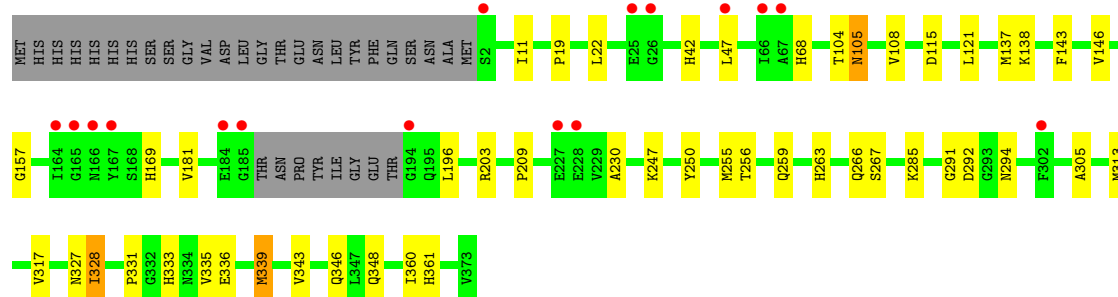 MET HIS HIS HIS HIS HIS HIS SER SER GLY VAL ASP LEU GLY THR GLU ASN LEU TYR PHE GLN SER ASN ALA MET S2 I11 P19 L22 E25 G26 H42 L47 I66 A67 H68 T104 N105 V108 D115 L121 M137 K138 F143 V146
G157 I164 G165 N166 Y167 S168 H169 V181 E184 G185 THR ASN PRO TYR ILE GLY GLU THR G194 Q195 L196 R203 P209 E227 E228 V229 A230 K247 Y250 M255 T256 Q259 H263 Q266 S267 K285 G291 D292 G293 N294 F302 A305 M313
V317 N327 I328 P331 G332 H333 N334 V335 E336 M339 V343 Q346 L347 Q348 I360 H361 V373